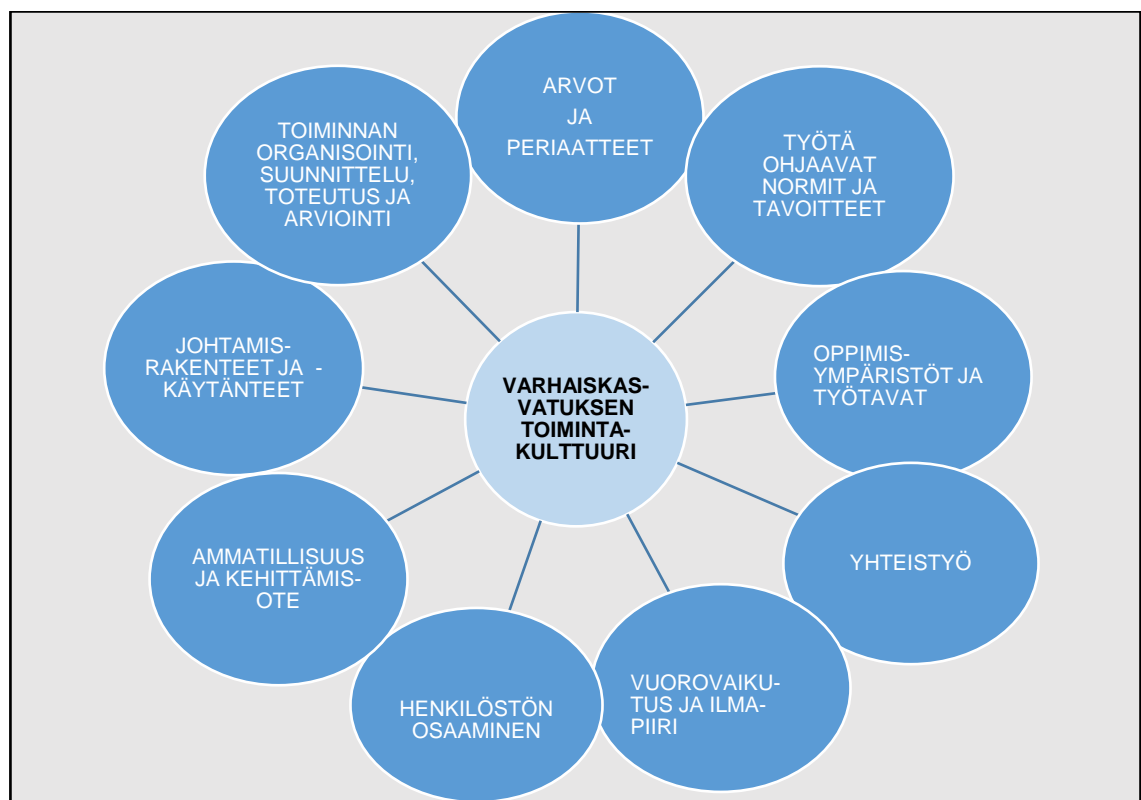 ARVOT
JA
PERIAATTEET
TYÖTÄ
OHJAAVAT
NORMIT JA
TAVOITTEET
OPPIMIS-
YMPÄRISTÖT JA
TYÖTAVAT
YHTEISTYÖ
VUOROVAIKU-
TUS JA ILMA-
PIIRI
HENKILÖSTÖN
OSAAMINEN
AMMATILLISUUS
JA KEHITTÄMIS-
OTE
JOHTAMIS-
RAKENTEET JA -
KÄYTÄNTEET
TOIMINNAN
ORGANISOINTI,
SUUNNITTELU,
TOTEUTUS JA
ARVIOINTI
VARHAISKAS-
VATUKSEN
TOIMINTA-
KULTTUURI